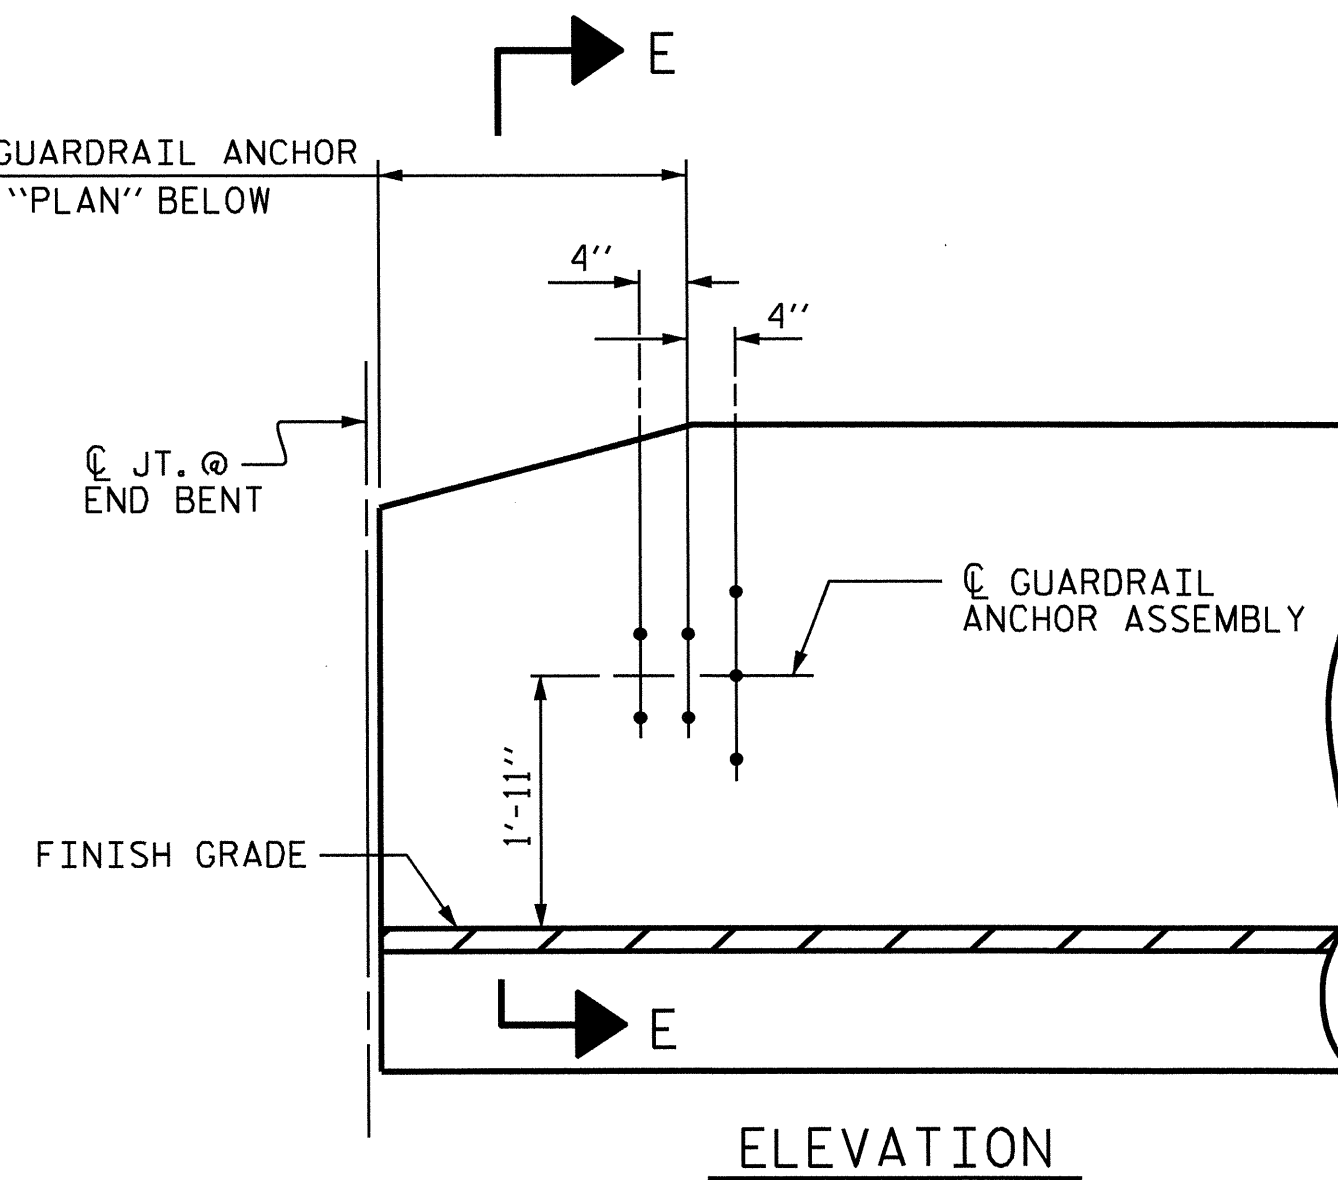 E
GUARDRAIL ANCHOR
"PLAN" BELOW
4"
4"
℄ JT. @
END BENT
℄ GUARDRAIL
ANCHOR ASSEMBLY
1'-11"
FINISH GRADE
E
ELEVATION